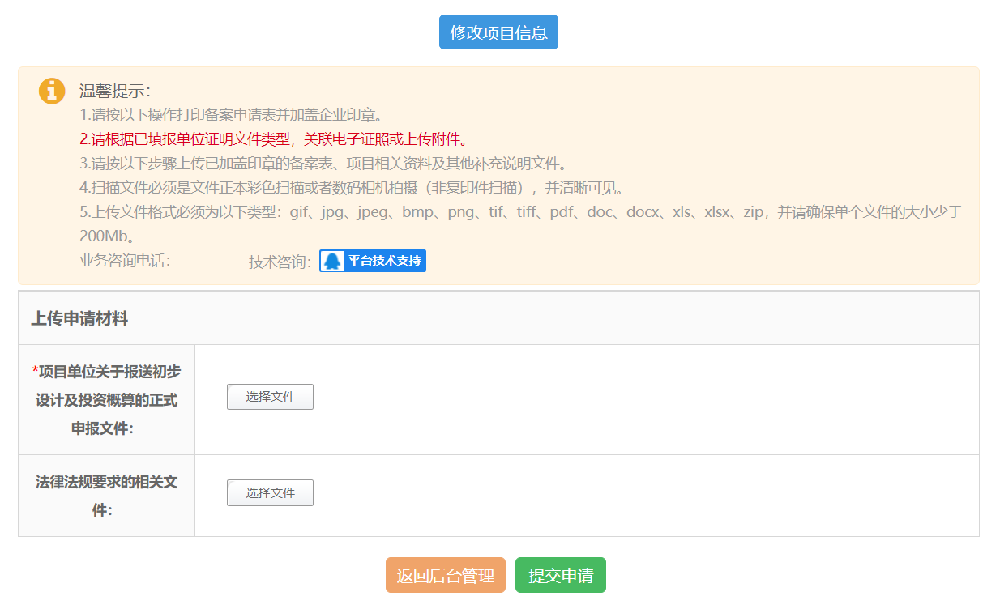 修改项目信息
温馨提示：
1.请按以下操作打印备案申请表并加盖企业印章。
2.请根据已填报单位证明文件类型，关联电子证照或上传附件。
3.请按以下步骤上传已加盖印章的备案表、项目相关资料及其他补充说明文件。
4.扫描文件必须是文件正本彩色扫描或者数码相机拍摄（非复印件扫描），并清晰可见。
5.上传文件格式必须为以下类型：gif、jpg、jpeg、bmp、png、tif、tiff、pdf、doc、docx、xls、xlsx、zip，并请确保单个文件的大小少于
200Mb。
业务咨询电话： 技术咨询： 平台技术支持
上传申请材料
*项目单位关于报送初步
设计及投资概算的正式
申报文件：
选择文件
法律法规要求的相关文
件：
选择文件
返回后台管理 提交申请